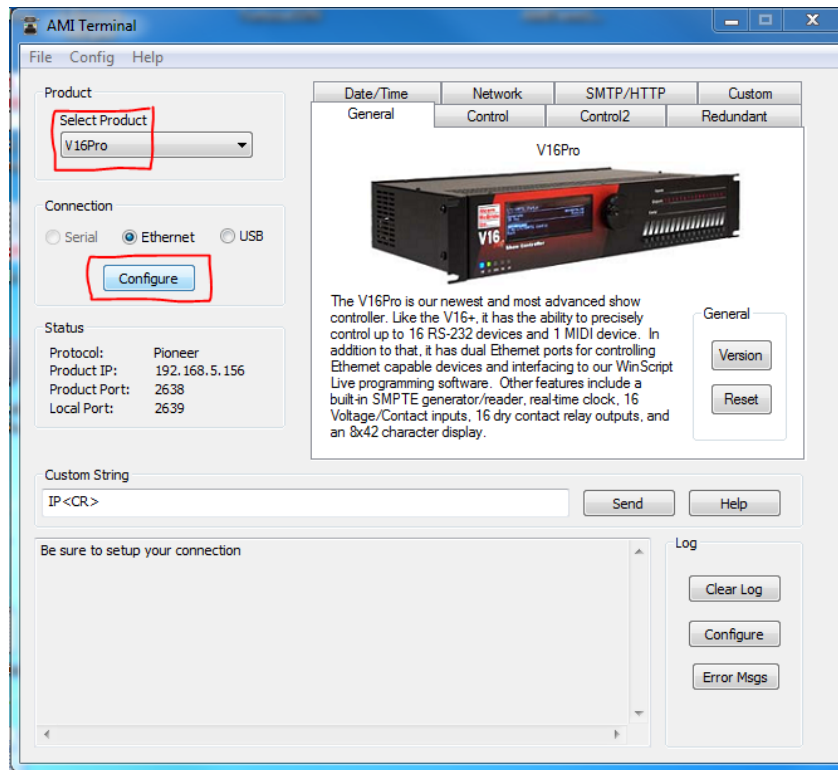 AMI Terminal
File Config Help
Product
Select Product
V16Pro
Connection
Serial Ethernet USB
Configure
Status
Protocol: Pioneer
Product IP: 192.168.5.156
Product Port: 2638
Local Port: 2639
Date/Time Network SMTP/HTTP Custom
General Control Control2 Redundant
V16Pro
V16
Show Controller
The V16Pro is our newest and most advanced show
controller. Like the V16+, it has the ability to precisely
control up to 16 RS-232 devices and 1 MIDI device. In
addition to that, it has dual Ethernet ports for controlling
Ethernet capable devices and interfacing to our WinScript
Live programming software. Other features include a
built-in SMPTE generator/reader, real-time clock, 16
Voltage/Contact inputs, 16 dry contact relay outputs, and
an 8x42 character display.
General
Version
Reset
Custom String
IP<CR>
Send
Help
Be sure to setup your connection
Log
Clear Log
Configure
Error Msgs